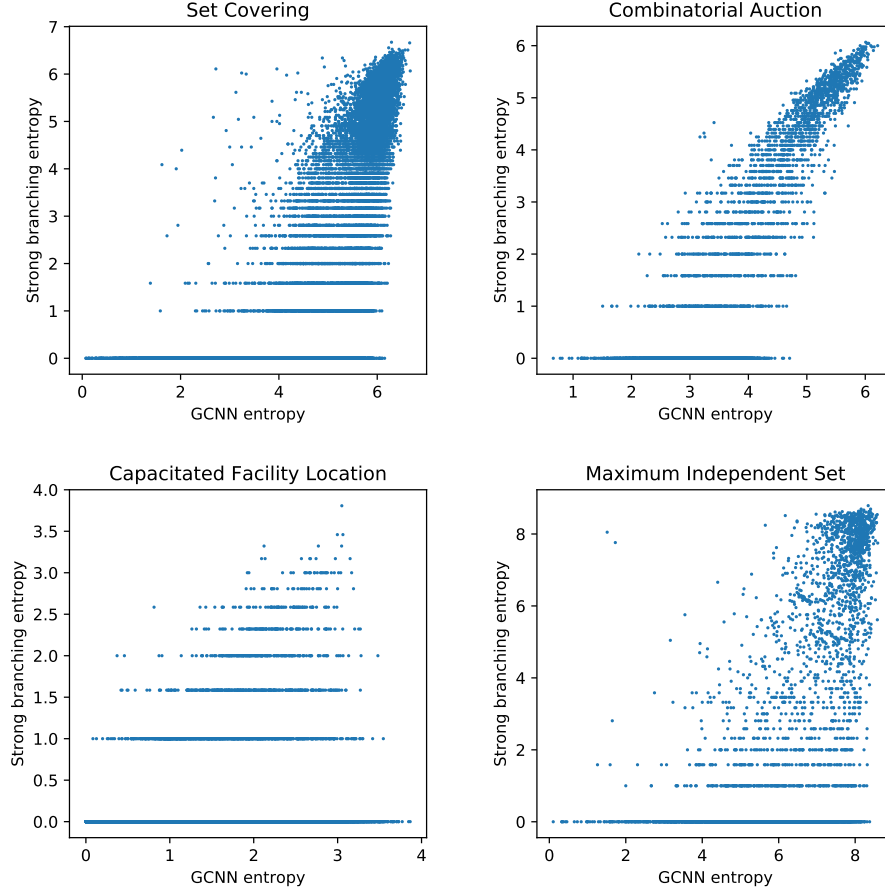 Set Covering
7
6
5
4
3
2
1
0
Strong branching entropy
0 2 4 6
GCNN entropy
Combinatorial Auction
6
5
4
3
2
1
0
Strong branching entropy
1 2 3 4 5 6
GCNN entropy
Capacitated Facility Location
4.0
3.5
3.0
2.5
2.0
1.5
1.0
0.5
0.0
Strong branching entropy
0 1 2 3 4
GCNN entropy
Maximum Independent Set
8
6
4
2
0
Strong branching entropy
0 2 4 6 8
GCNN entropy